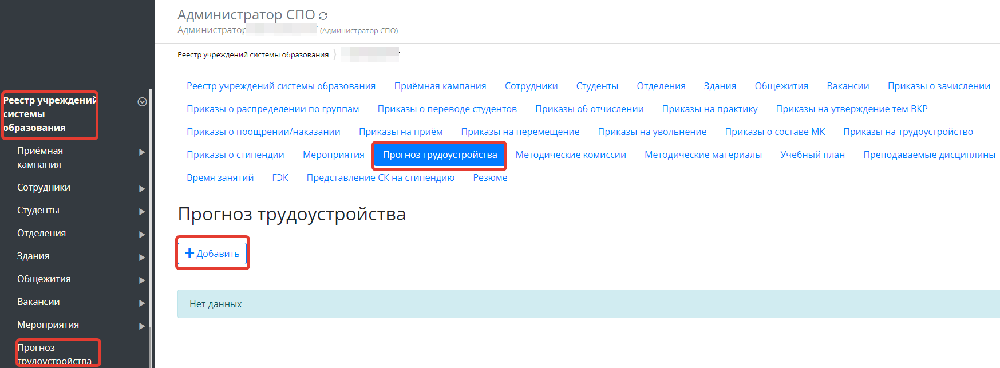 Администратор СПО
Администратор (Администратор СПО)
Реестр учреждений системы образования
Реестр учреждений
системы
образования
Приёмная
кампания
Сотрудники
Студенты
Отделения
Здания
Общежития
Вакансии
Мероприятия
Прогноз
трудоустройства
Реестр учреждений системы образования Приёмная кампания Сотрудники Студенты Отделения Здания Общежития Вакансии Приказы о зачислении
Приказы о распределении по группам Приказы о переводе студентов Приказы об отчислении Приказы на практику Приказы на утверждение тем ВКР
Приказы о поощрении/наказании Приказы на приём Приказы на перемещение Приказы на увольнение Приказы о составе МК Приказы на трудоустройство
Приказы о стипендии Мероприятия Прогноз трудоустройства Методические комиссии Методические материалы Учебный план Преподаваемые дисциплины
Время занятий ГЭК Представление СК на стипендию Резюме
Прогноз трудоустройства
+ Добавить
Нет данных